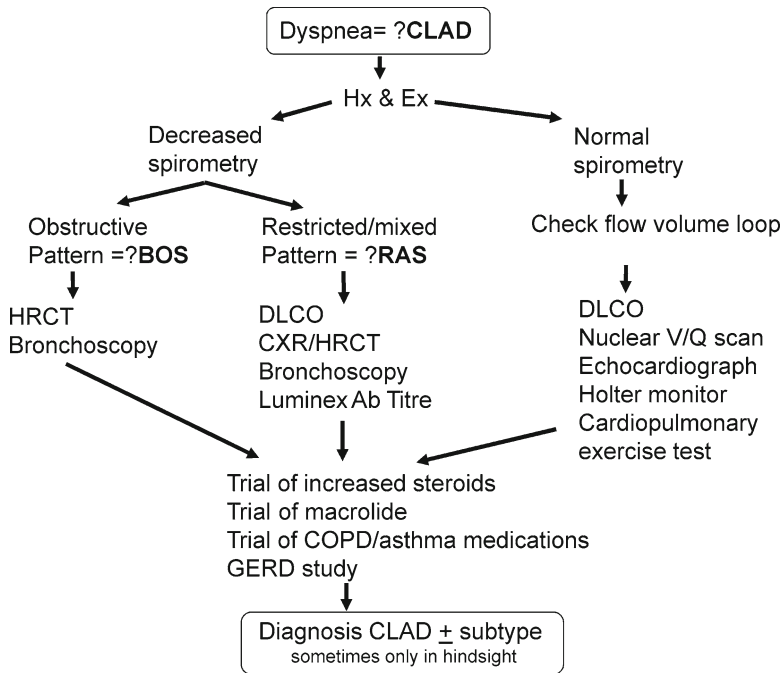 Dyspnea= ?CLAD
Hx & Ex
Decreased
spirometry
Normal
spirometry
Obstructive
Pattern =?BOS
Restricted/mixed
Pattern = ?RAS
Check flow volume loop
HRCT
Bronchoscopy
DLCO
CXR/HRCT
Bronchoscopy
Luminex Ab Titre
DLCO
Nuclear V/Q scan
Echocardiograph
Holter monitor
Cardiopulmonary
exercise test
Trial of increased steroids
Trial of macrolide
Trial of COPD/asthma medications
GERD study
Diagnosis CLAD ± subtype
sometimes only in hindsight